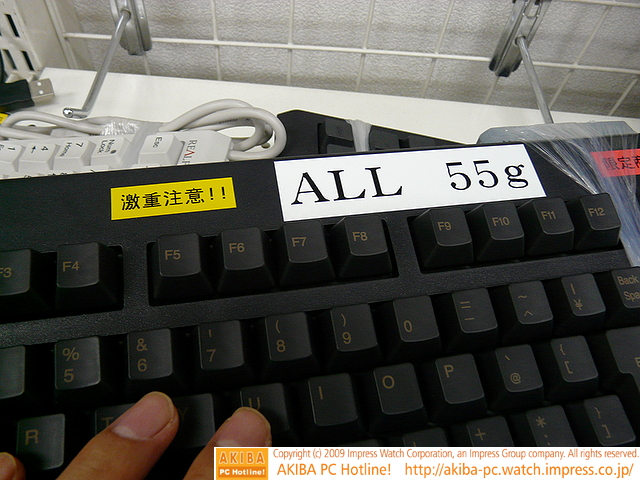 激重注意!!
ALL 55g
REAL
F3 F4 F5 F6 F7 F8 F9 F10 F11 F12
% 5 & 6 ' 7 ( 8 ) 9 0 = - ~ ^ | ¥ Back
R U I O P ` @ { [
+ * } ]
AKIBA
PC Hotline!
Copyright (c) 2009 Impress Watch Corporation, an Impress Group company. All rights reserved.
AKIBA PC Hotline! http://akiba-pc.watch.impress.co.jp/